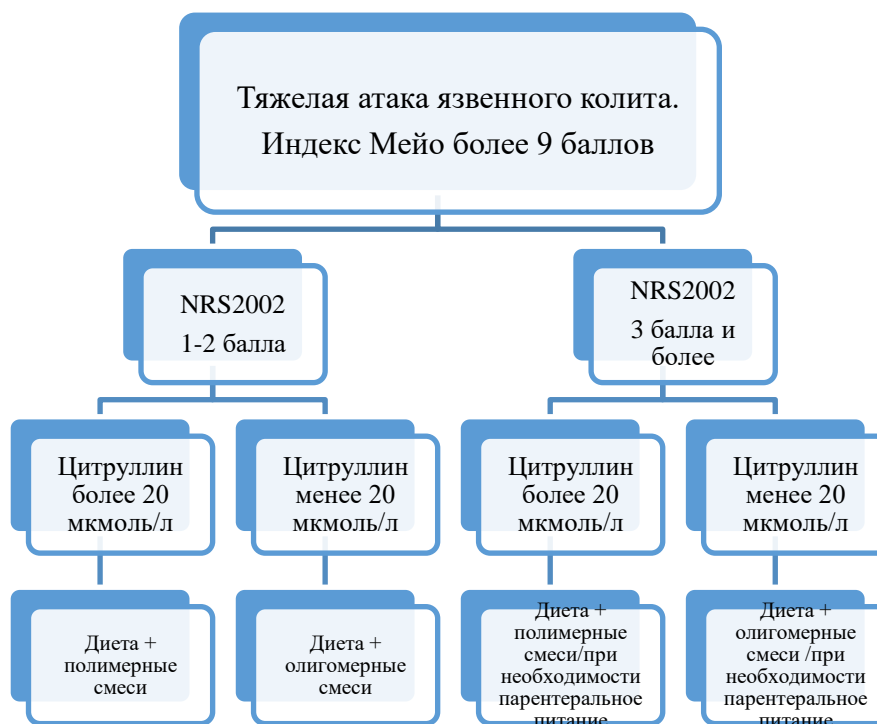 Тяжелая атака язвенного колита.
Индекс Мейо более 9 баллов
NRS2002
1-2 балла
NRS2002
3 балла и
более
Цитруллин
более 20
мкмоль/л
Цитруллин
менее 20
мкмоль/л
Цитруллин
более 20
мкмоль/л
Цитруллин
менее 20
мкмоль/л
Диета +
полимерные
смеси
Диета +
олигомерные
смеси
Диета +
полимерные
смеси/при
необходимости
парентеральное
питание
Диета +
олигомерные
смеси /при
необходимости
парентеральное
питание